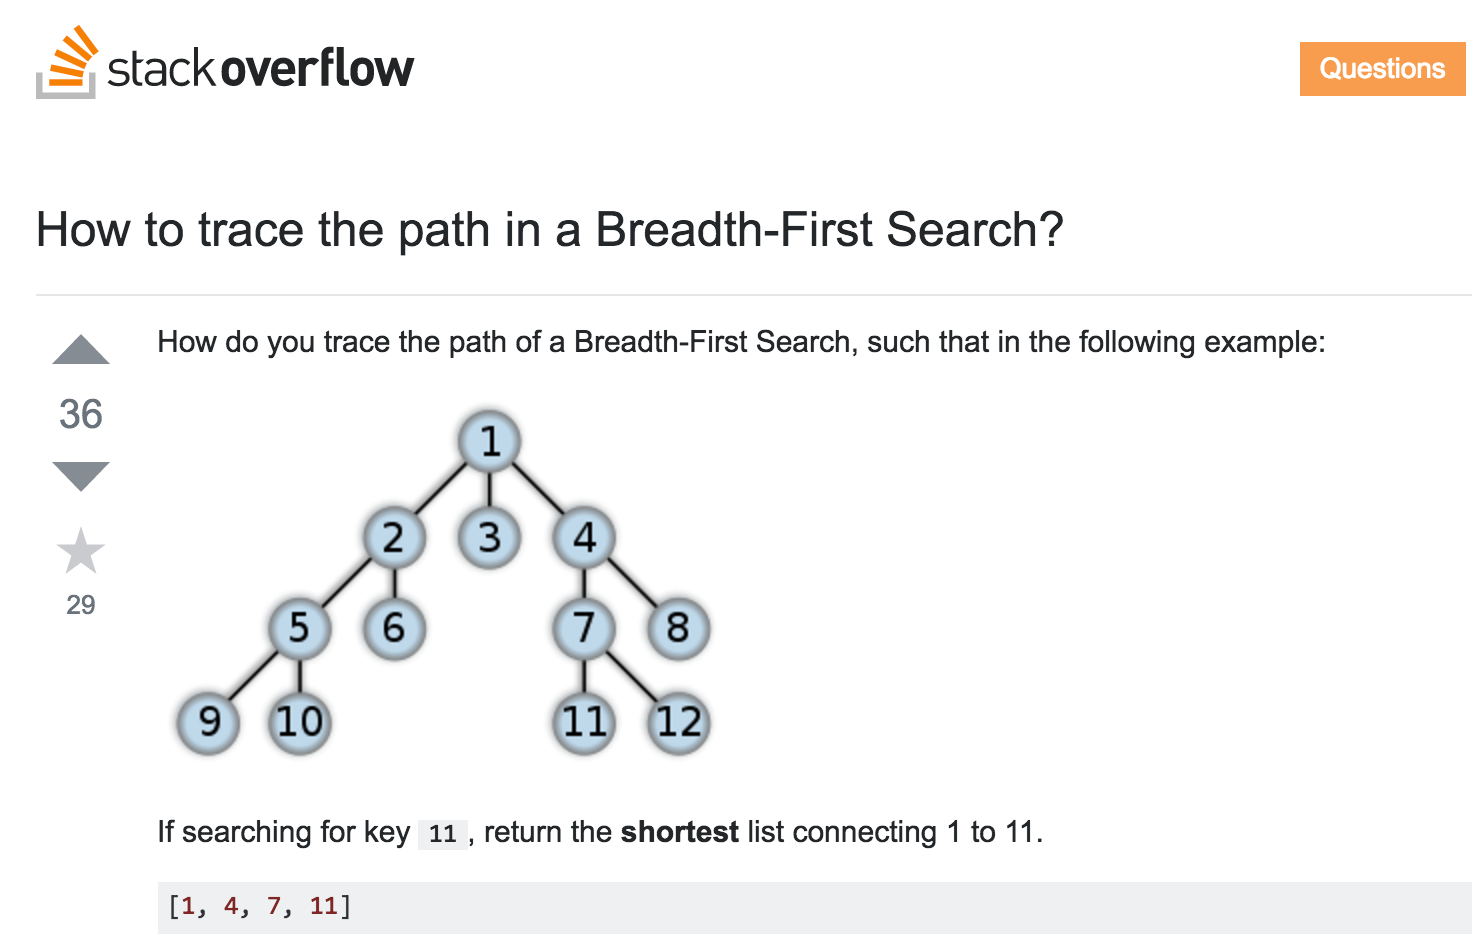 stackoverflow
Questions
How to trace the path in a Breadth-First Search?
How do you trace the path of a Breadth-First Search, such that in the following example:
36
29
1
2 3 4
5 6 7 8
9 10 11 12
If searching for key 11, return the shortest list connecting 1 to 11.
[1, 4, 7, 11]